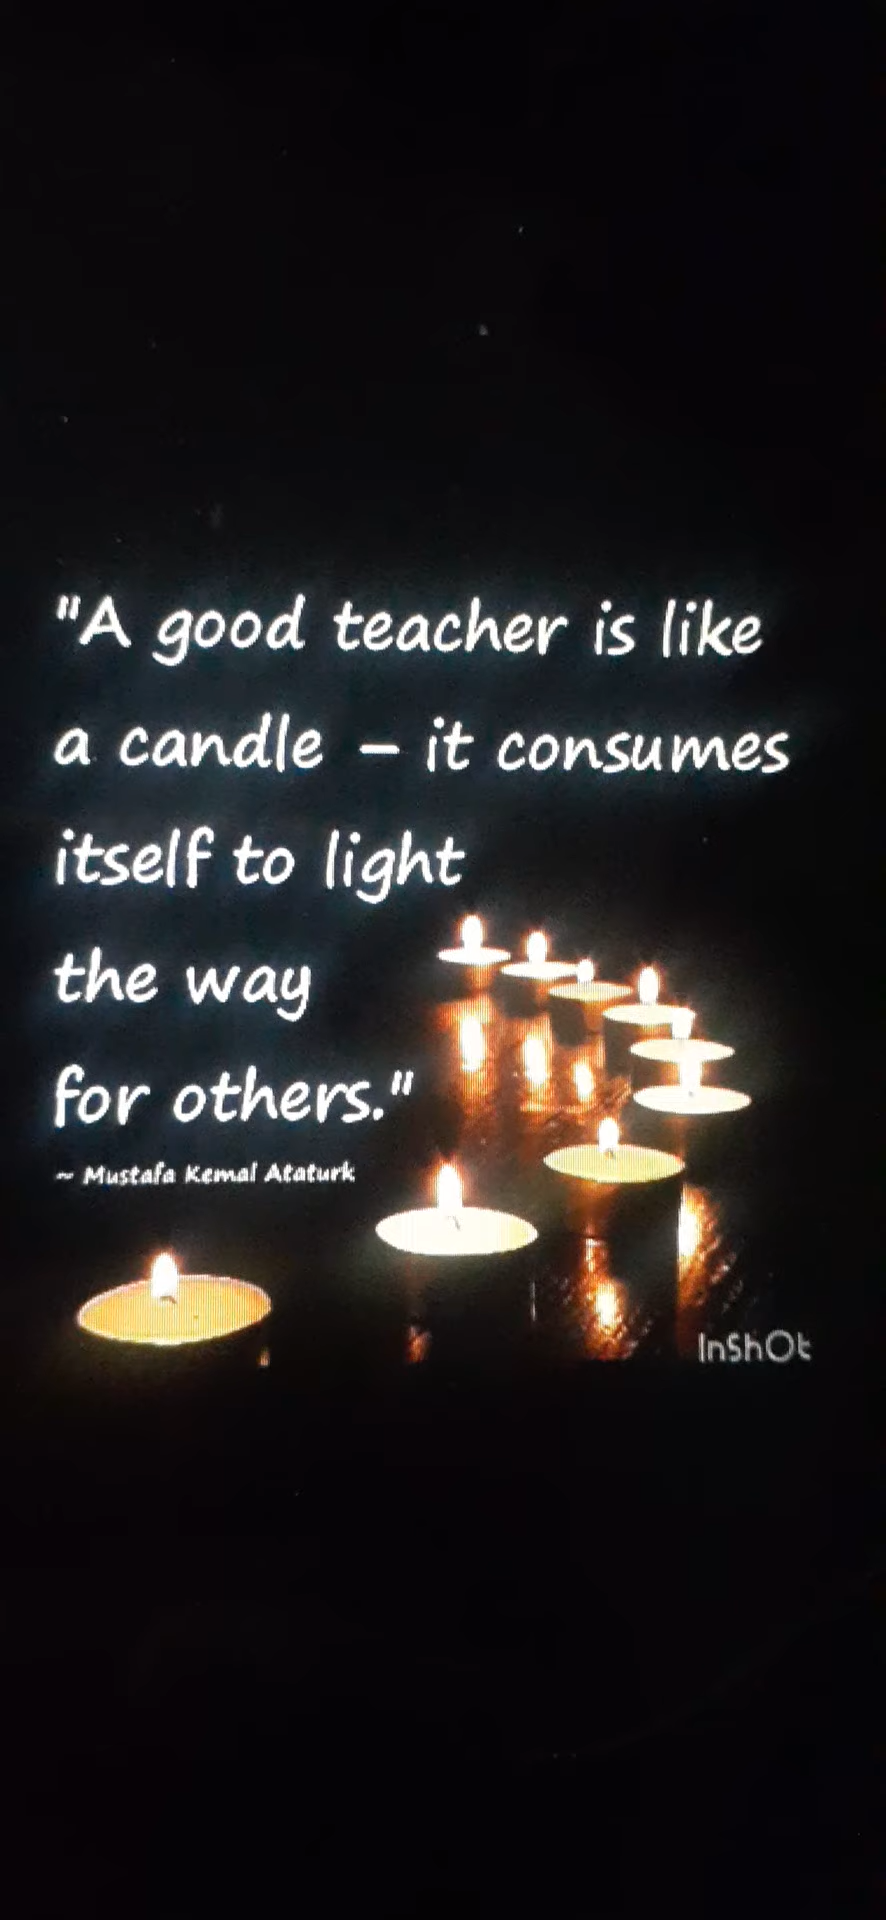 "A good teacher is like
a candle – it consumes
itself to light
the way
for others."
~ Mustafa Kemal Ataturk
InShOt